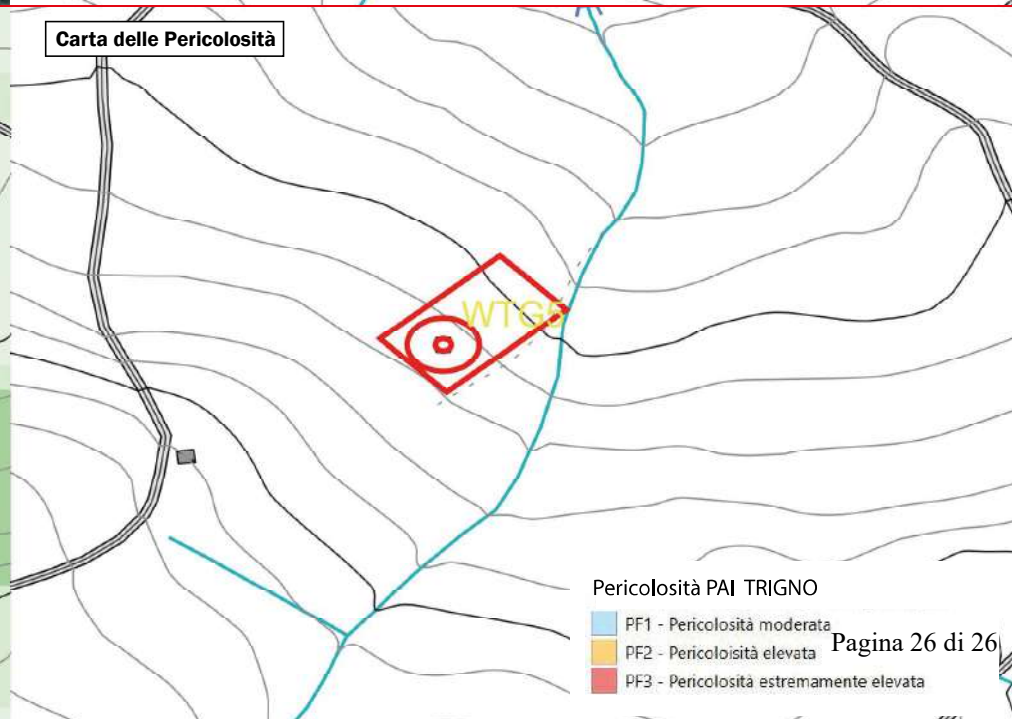 Carta delle Pericolosità
WTG5
Pericolosità PAI TRIGNO
PF1 - Pericolosità moderata
PF2 - Pericoloisità elevata
Pagina 26 di 26
PF3 - Pericolosità estremamente elevata